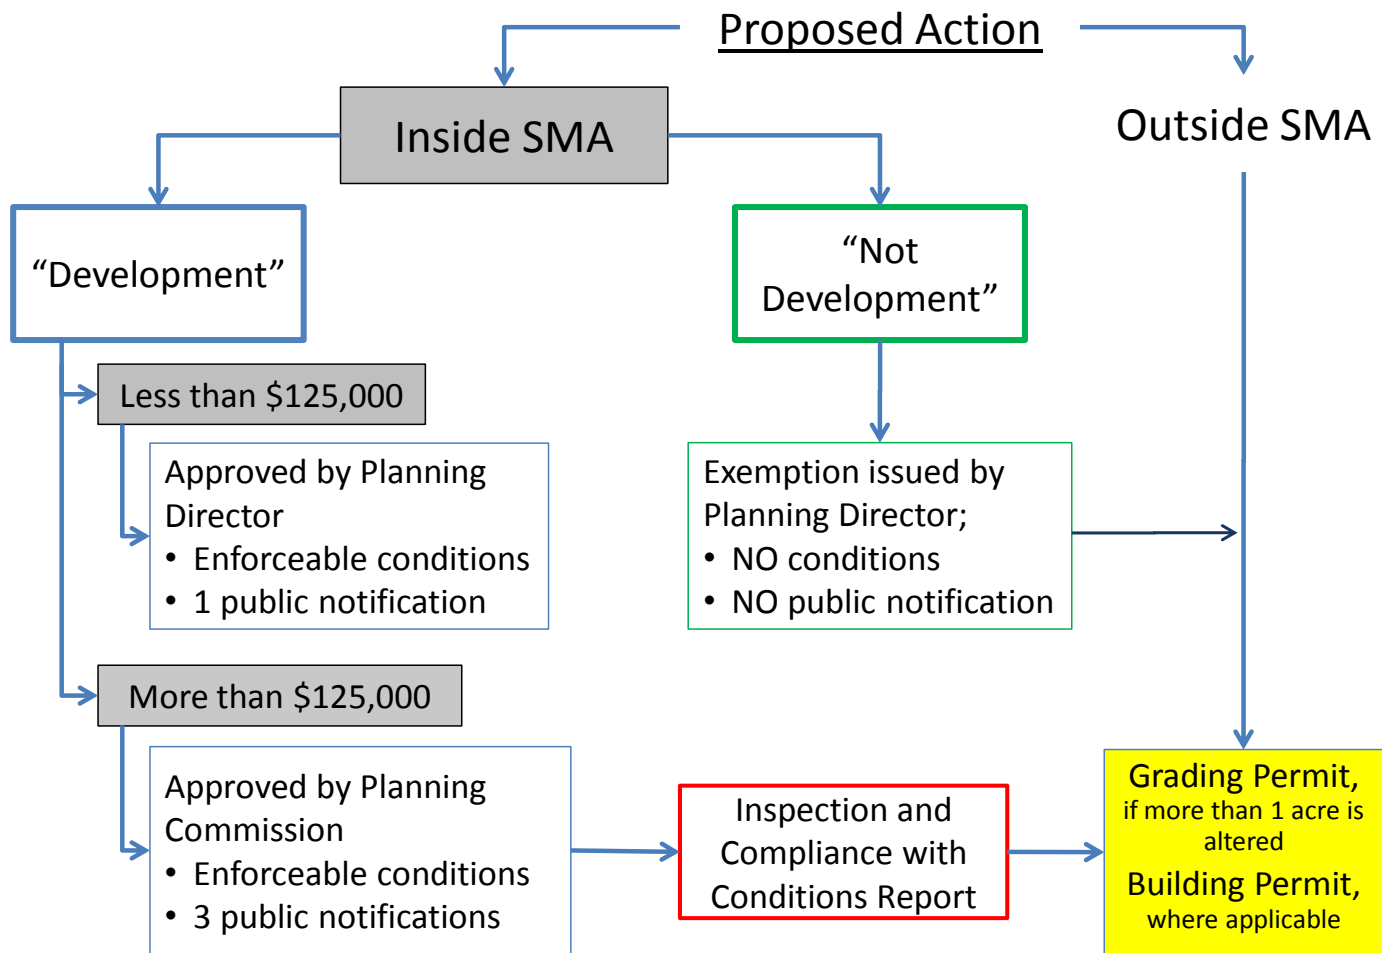 Proposed Action
Inside SMA
Outside SMA
“Development”
“Not
Development”
Less than $125,000
Approved by Planning
Director
• Enforceable conditions
• 1 public notification
Exemption issued by
Planning Director;
• NO conditions
• NO public notification
More than $125,000
Approved by Planning
Commission
• Enforceable conditions
• 3 public notifications
Inspection and
Compliance with
Conditions Report
Grading Permit,
if more than 1 acre is
altered
Building Permit,
where applicable